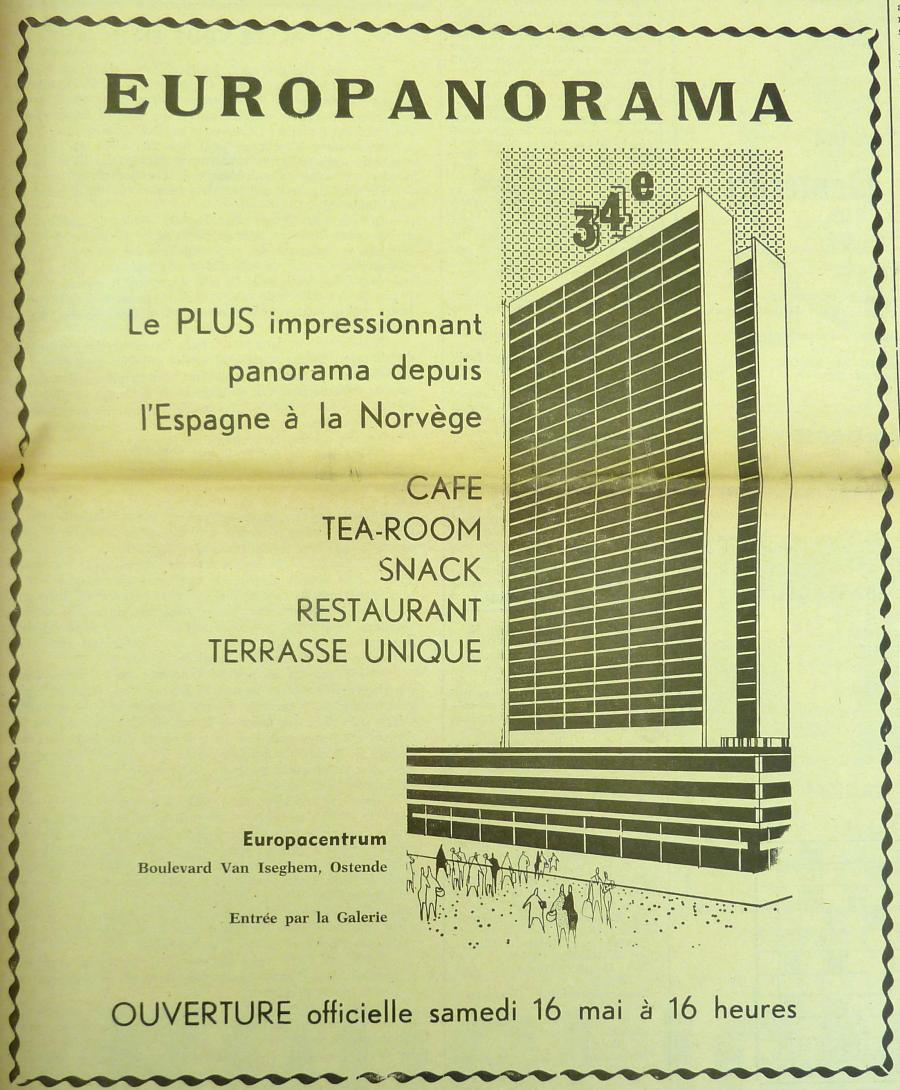 EUROPANORAMA
34e
Le PLUS impressionnant
panorama depuis
l'Espagne à la Norvège
CAFE
TEA-ROOM
SNACK
RESTAURANT
TERRASSE UNIQUE
Europacentrum
Boulevard Van Iseghem, Ostende
Entrée par la Galerie
OUVERTURE officielle samedi 16 mai à 16 heures